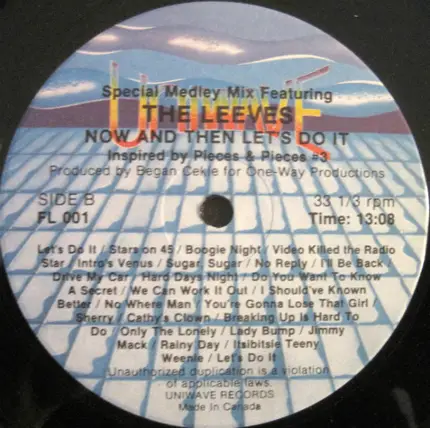 UNIWAVE
Special Medley Mix Featuring
THE LEEVES
NOW AND THEN LET'S DO IT
Inspired by Pieces & Pieces #3
Produced by Began Cekic for One-Way Productions
SIDE B
33 1/3 rpm
FL 001
Time: 13:08
Let's Do It / Stars on 45 / Boogie Night / Video Killed the Radio
Star / Intro's Venus / Sugar, Sugar / No Reply / I'll Be Back /
Drive My Car / Hard Days Night / Do You Want To Know
A Secret / We Can Work It Out / I Should've Known
Better / No Where Man / You're Gonna Lose That Girl
Sherry / Cathy's Clown / Breaking Up Is Hard To
Do / Only The Lonely / Lady Bump / Jimmy
Mack / Rainy Day / Itsibitsie Teeny
Weenie / Let's Do It
Unauthorized duplication is a violation
of applicable laws.
UNIWAVE RECORDS
Made in Canada